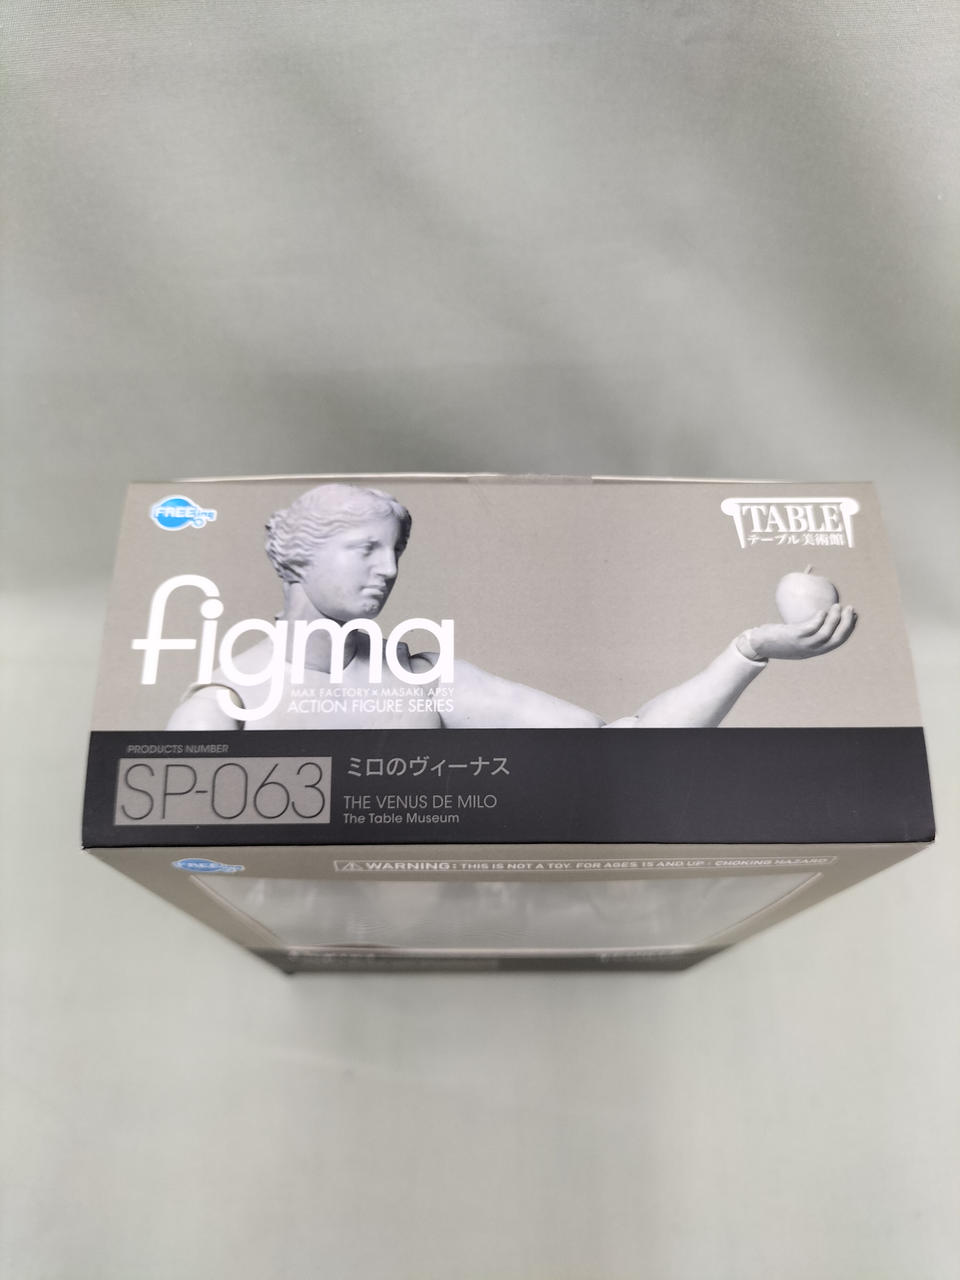 FREEing
TABLE
テーブル美術館
figma
MAX FACTORY × MASAKI APSY
ACTION FIGURE SERIES
PRODUCTS NUMBER
SP-063
ミロのヴィーナス
THE VENUS DE MILO
The Table Museum
FREEing
WARNING: THIS IS NOT A TOY. FOR AGES 15 AND UP : CHOKING HAZARD